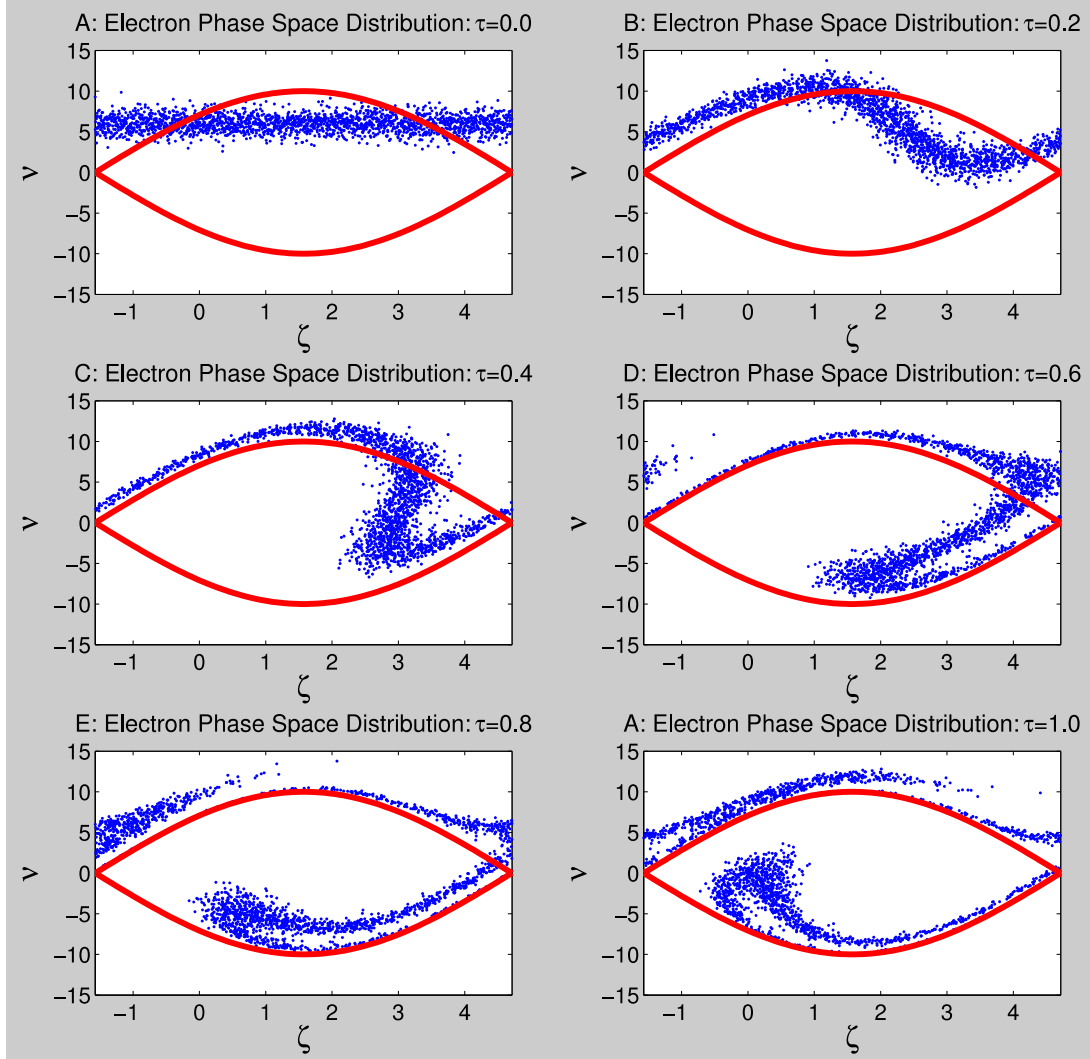 A: Electron Phase Space Distribution: τ=0.0
15
10
5
0
−5
−10
−15
ν
−1 0 1 2 3 4
ζ
B: Electron Phase Space Distribution: τ=0.2
15
10
5
0
−5
−10
−15
ν
−1 0 1 2 3 4
ζ
C: Electron Phase Space Distribution: τ=0.4
15
10
5
0
−5
−10
−15
ν
−1 0 1 2 3 4
ζ
D: Electron Phase Space Distribution: τ=0.6
15
10
5
0
−5
−10
−15
ν
−1 0 1 2 3 4
ζ
E: Electron Phase Space Distribution: τ=0.8
15
10
5
0
−5
−10
−15
ν
−1 0 1 2 3 4
ζ
A: Electron Phase Space Distribution: τ=1.0
15
10
5
0
−5
−10
−15
ν
−1 0 1 2 3 4
ζ